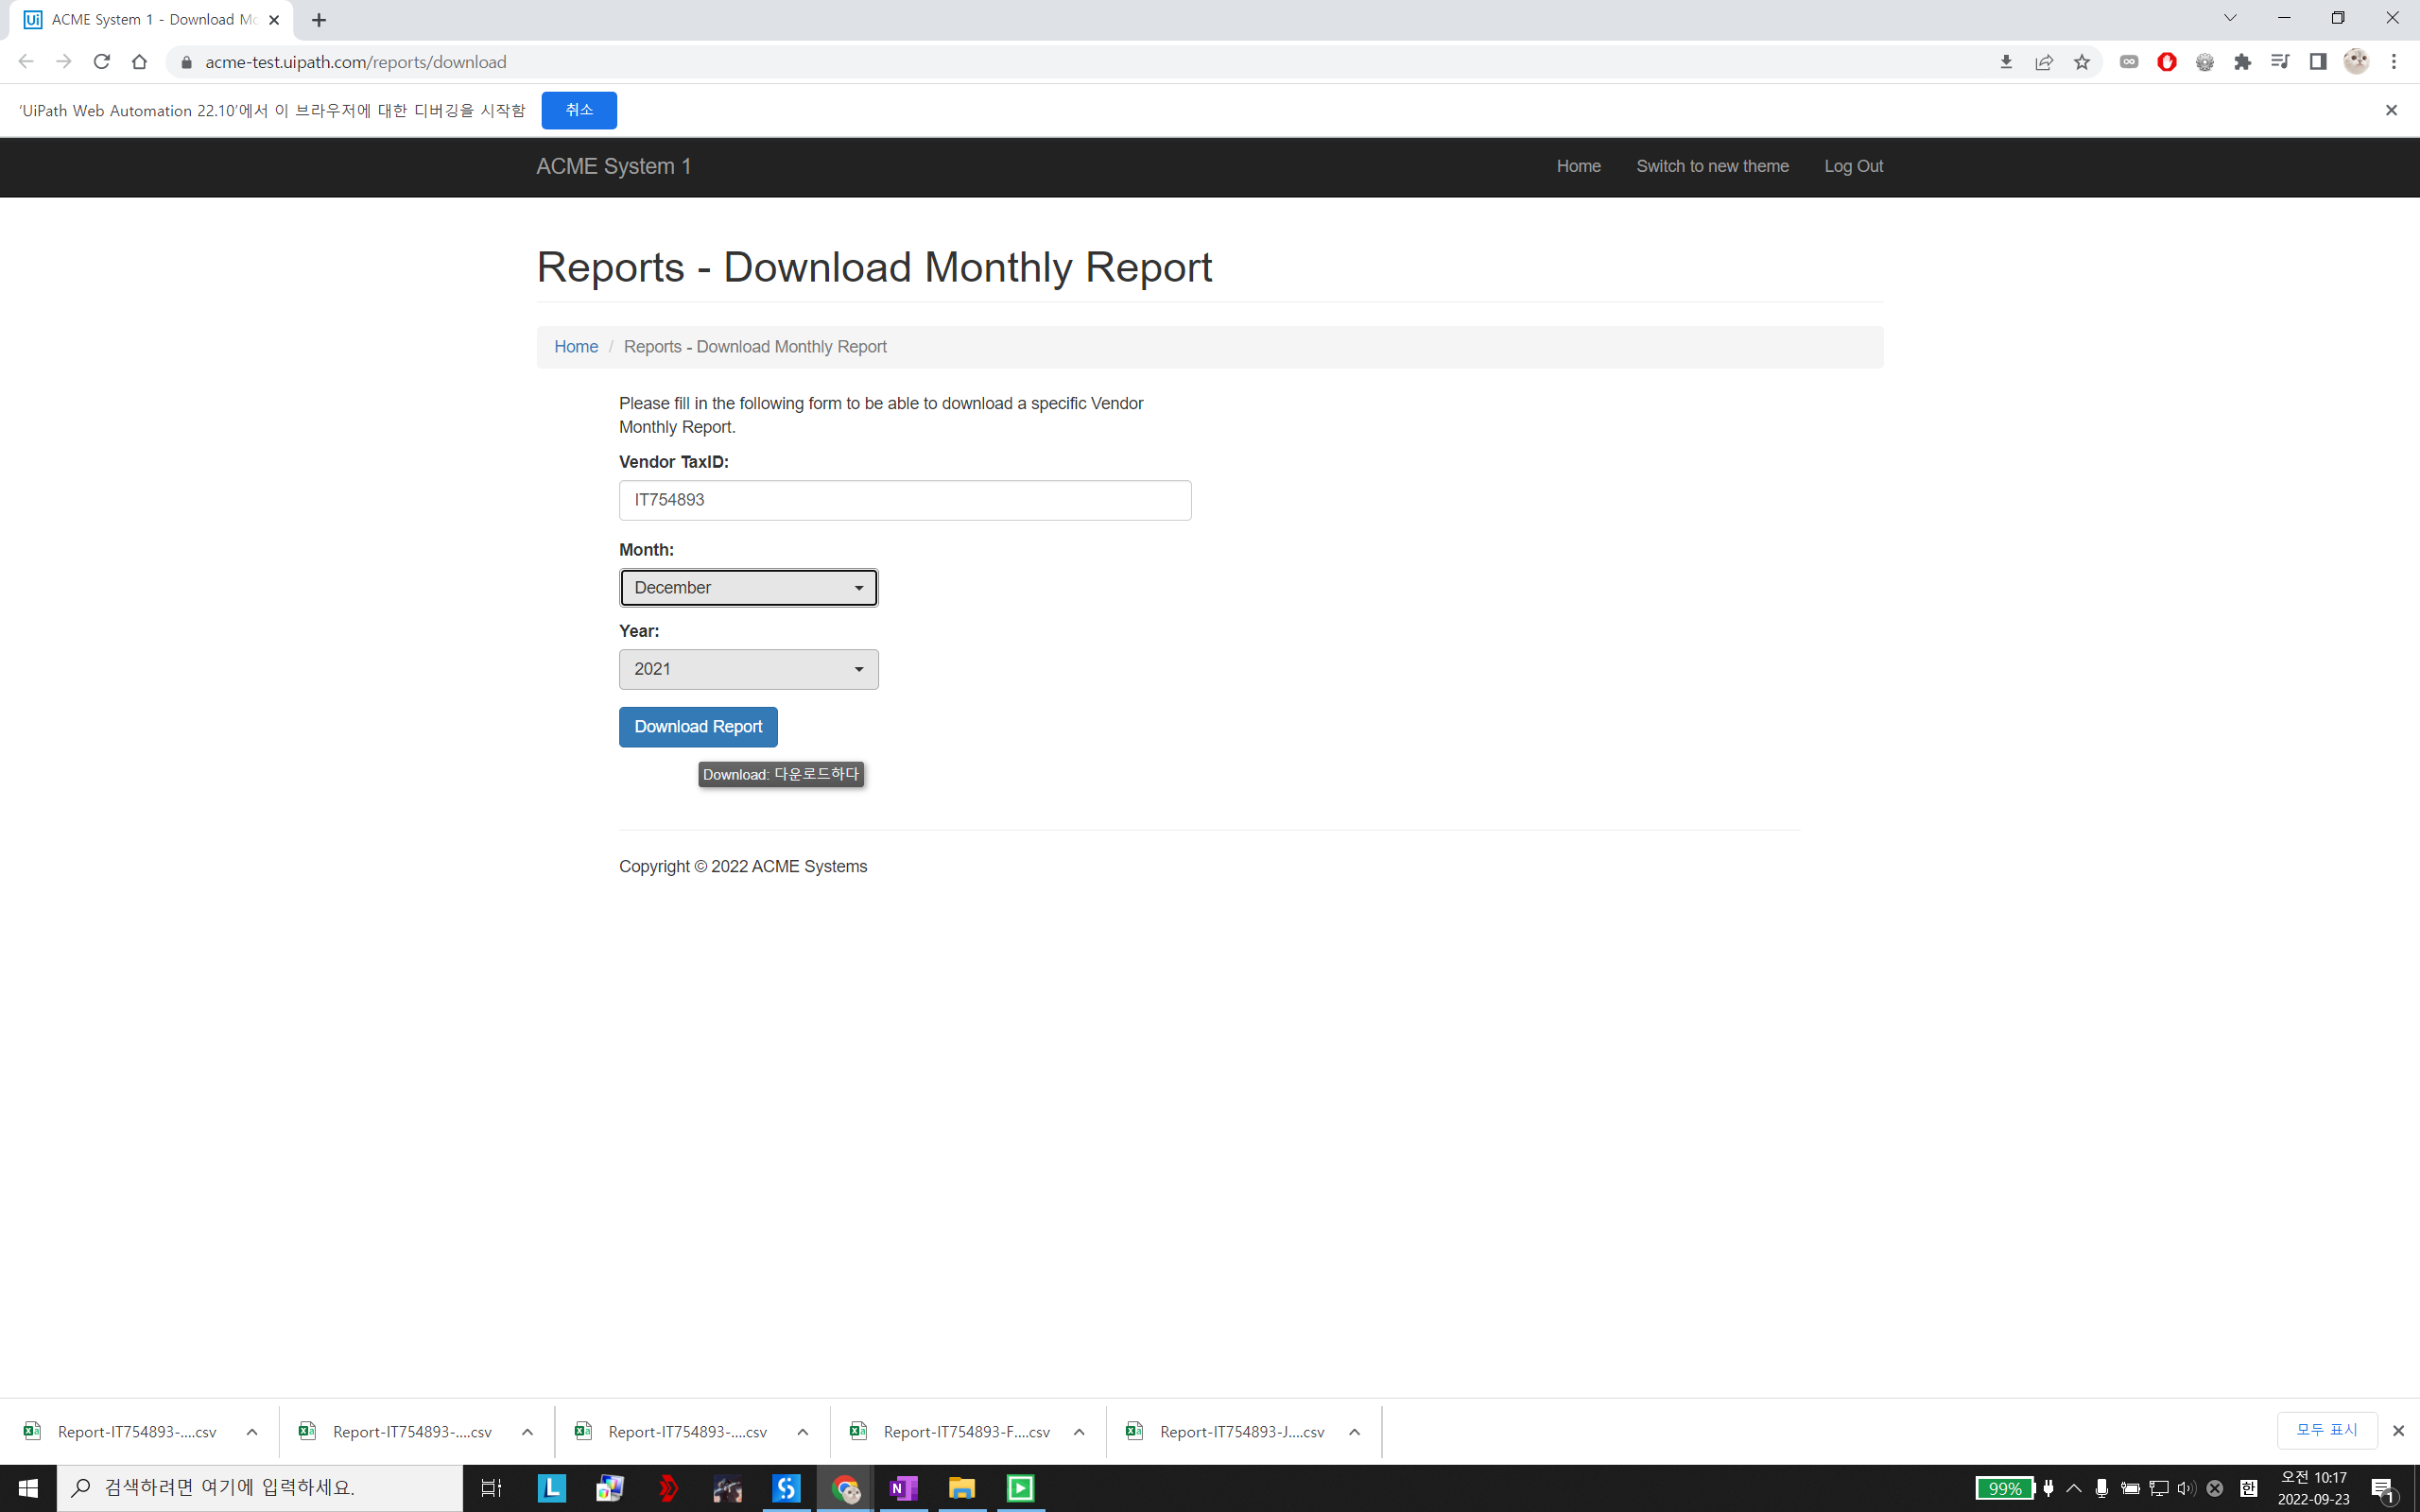 ACME System 1 - Download Mo
acme-test.uipath.com/reports/download
'UiPath Web Automation 22.10'에서 이 브라우저에 대한 디버깅을 시작함
취소
ACME System 1
Home
Switch to new theme
Log Out
Reports - Download Monthly Report
Home / Reports - Download Monthly Report
Please fill in the following form to be able to download a specific Vendor
Monthly Report.
Vendor TaxID:
IT754893
Month:
December
Year:
2021
Download Report
Download: 다운로드하다
Copyright © 2022 ACME Systems
Report-IT754893-....csv
Report-IT754893-....csv
Report-IT754893-....csv
Report-IT754893-F....csv
Report-IT754893-J....csv
모두 표시
검색하려면 여기에 입력하세요.
99%
한
오전 10:17
2022-09-23
1